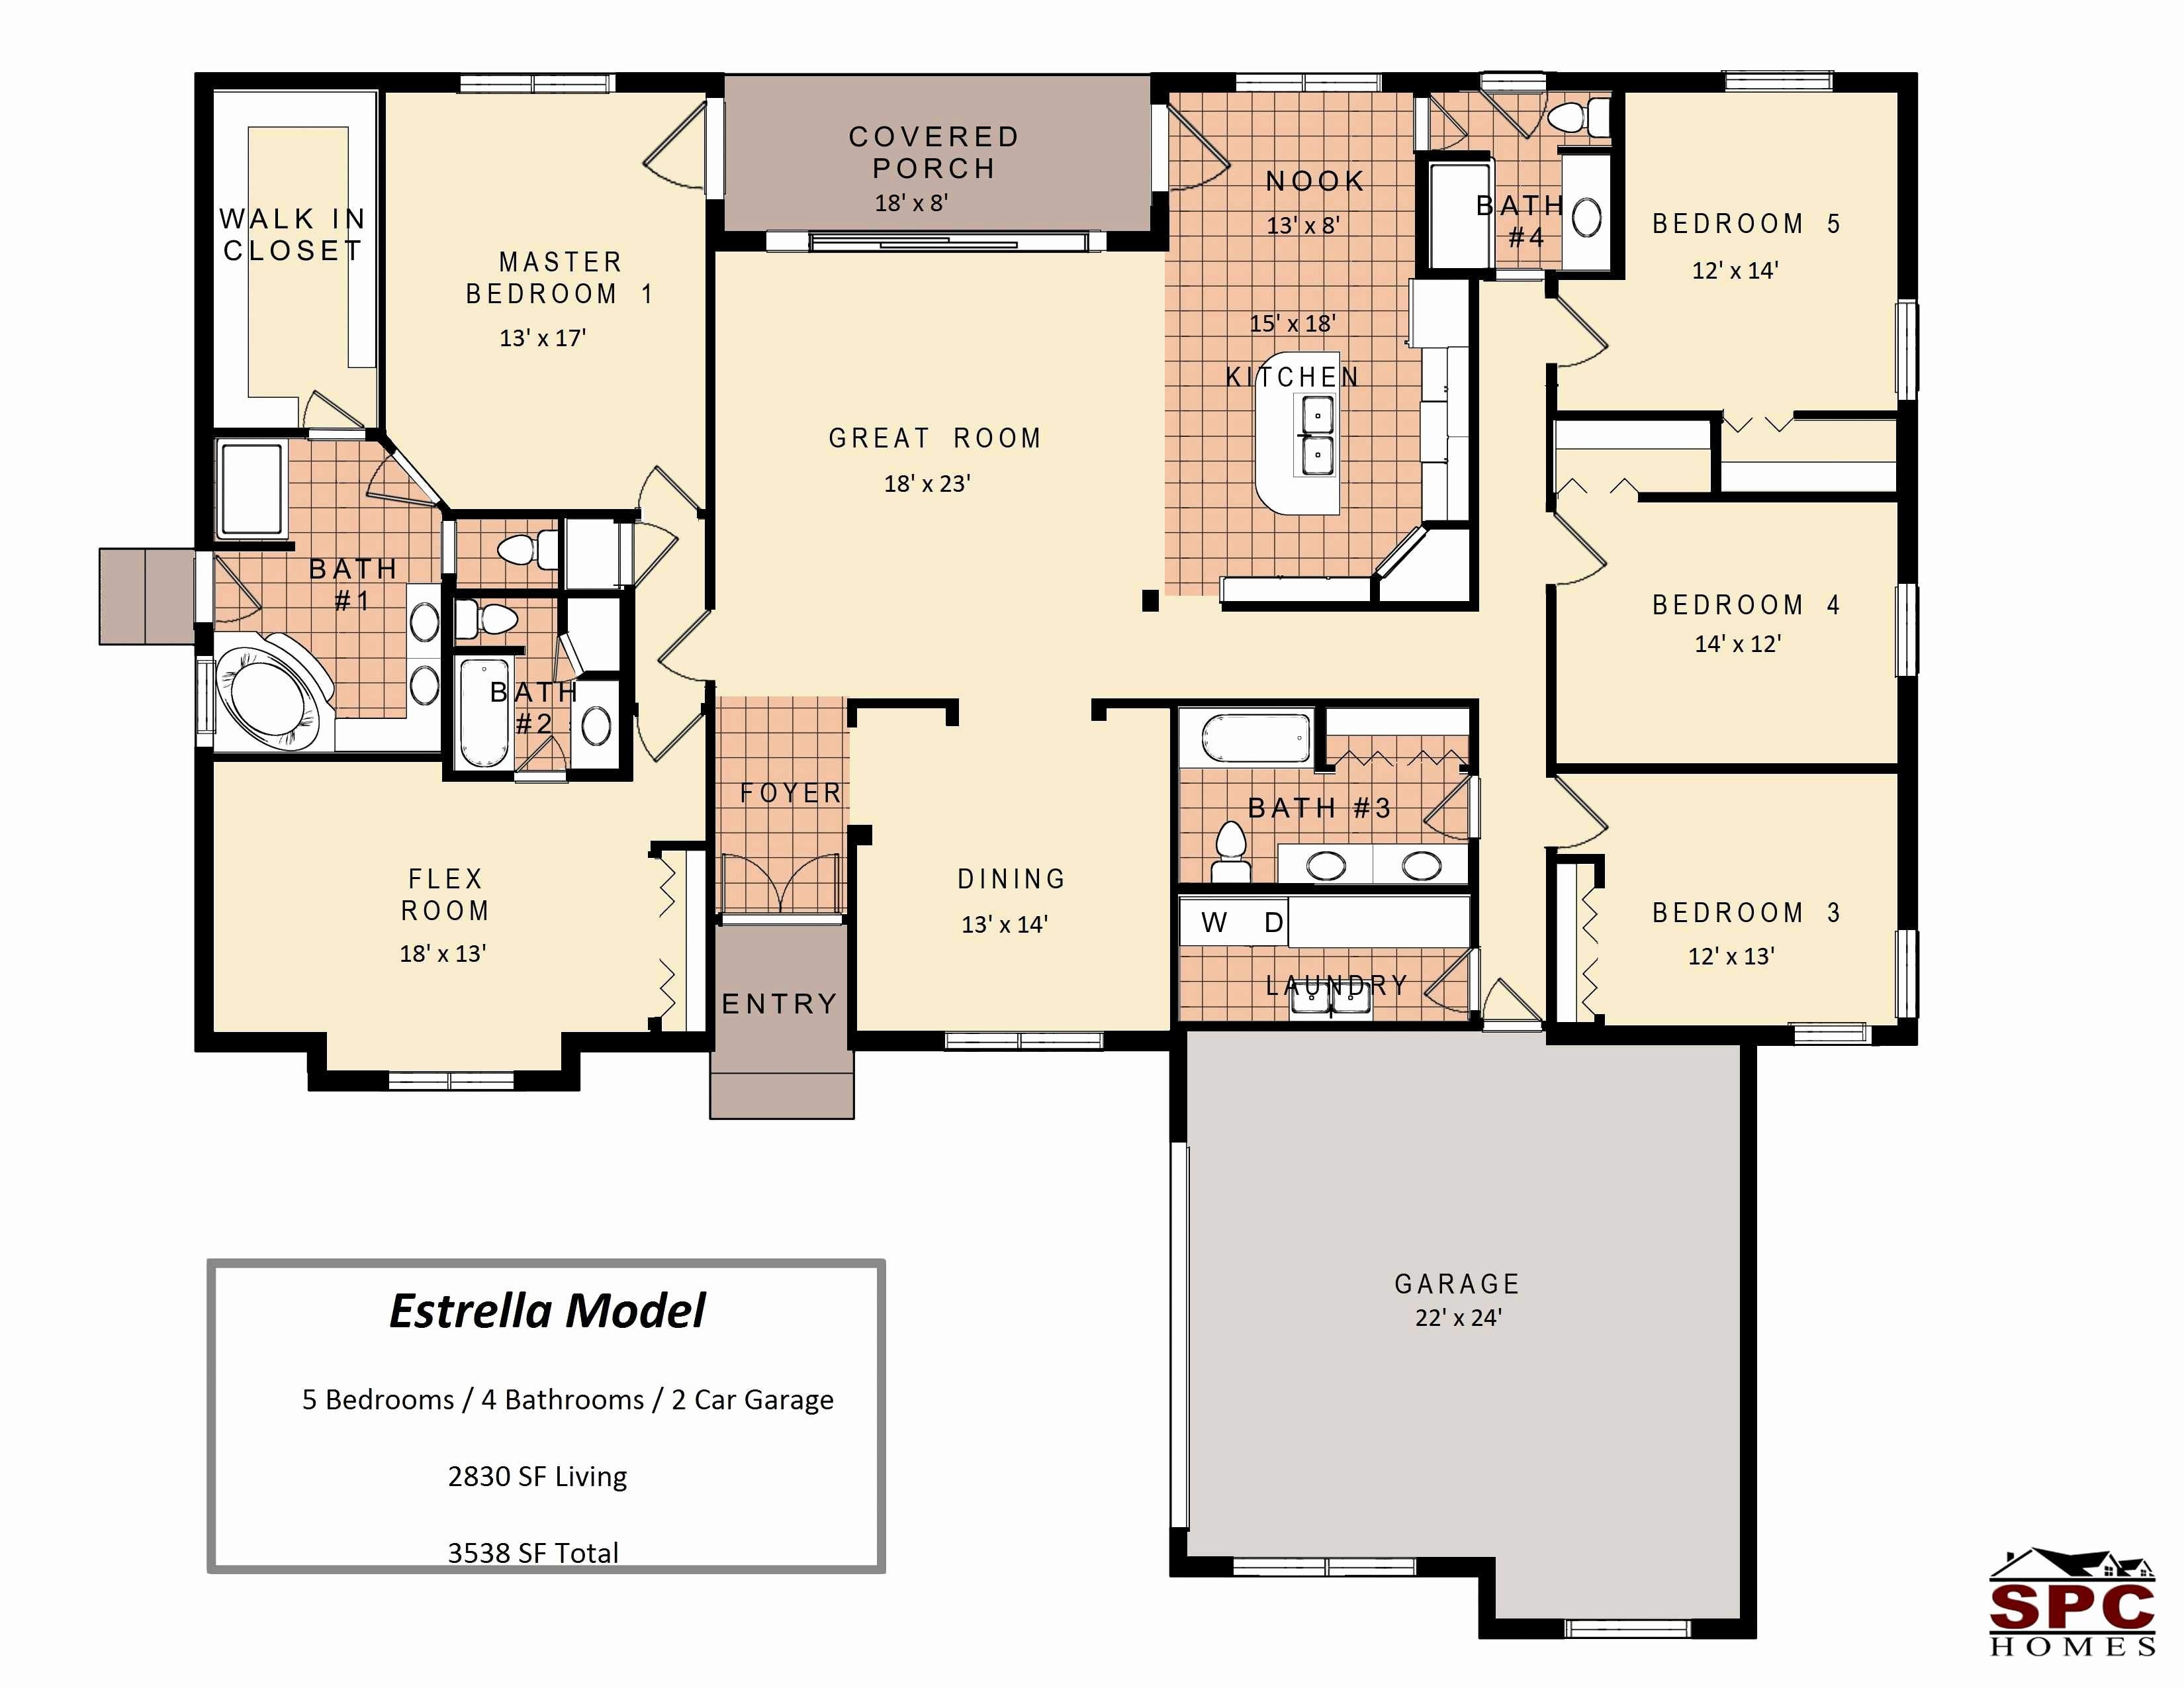 COVERED
PORCH
18' x 8'
NOOK
13' x 8'
WALK IN
CLOSET
MASTER
BEDROOM 1
13' x 17'
BATH
#4
BEDROOM 5
12' x 14'
15' x 18'
KITCHEN
GREAT ROOM
18' x 23'
BATH
#1
BEDROOM 4
14' x 12'
BATH
#2
FOYER
BATH #3
FLEX
ROOM
18' x 13'
DINING
13' x 14'
W D
BEDROOM 3
12' x 13'
ENTRY
LAUNDRY
GARAGE
22' x 24'
Estrella Model
5 Bedrooms / 4 Bathrooms / 2 Car Garage
2830 SF Living
3538 SF Total
SPC
HOMES